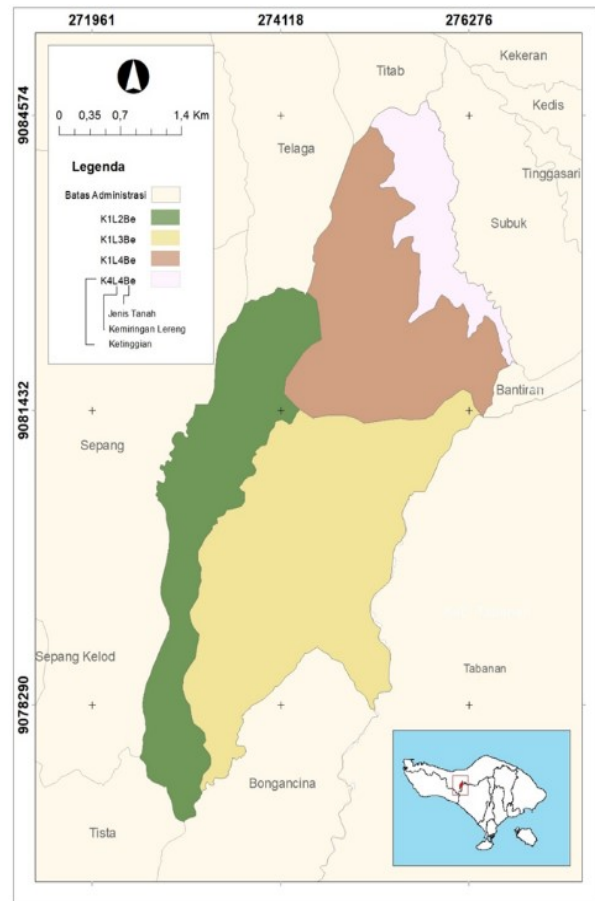 271961 274118 276276
9084574
9081432
9078290
0 0,35 0,7 1,4 Km
Legenda
Batas Administrasi
K1L2Be
K1L3Be
K1L4Be
K4L4Be
Jenis Tanah
Kemiringan Lereng
Ketinggian
Titab
Kekeran
Kedis
Telaga
Tinggasari
Subuk
Bantiran
Sepang
Sepang Kelod
Tabanan
Bongancina
Tista